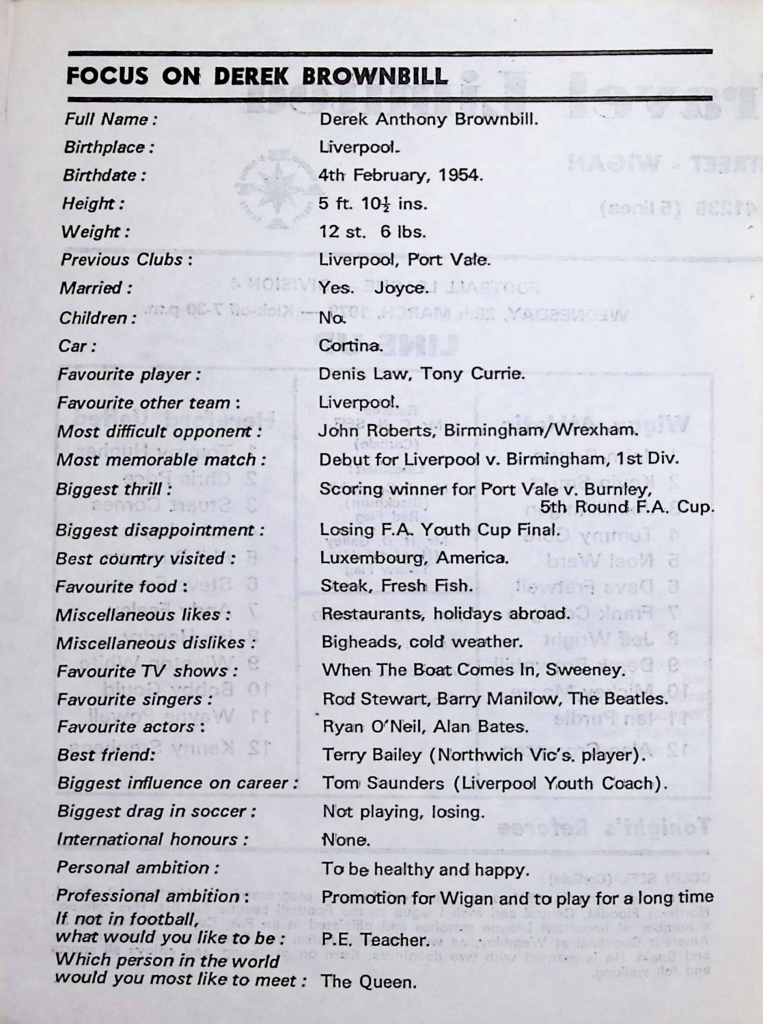 FOCUS ON DEREK BROWNBILL
Full Name : Derek Anthony Brownbill.
Birthplace : Liverpool.
Birthdate : 4th February, 1954.
Height : 5 ft. 10½ ins.
Weight : 12 st. 6 lbs.
Previous Clubs : Liverpool, Port Vale.
Married : Yes. Joyce.
Children : No.
Car : Cortina.
Favourite player : Denis Law, Tony Currie.
Favourite other team : Liverpool.
Most difficult opponent : John Roberts, Birmingham/Wrexham.
Most memorable match : Debut for Liverpool v. Birmingham, 1st Div.
Biggest thrill : Scoring winner for Port Vale v. Burnley,
5th Round F.A. Cup.
Biggest disappointment : Losing F.A. Youth Cup Final.
Best country visited : Luxembourg, America.
Favourite food : Steak, Fresh Fish.
Miscellaneous likes : Restaurants, holidays abroad.
Miscellaneous dislikes : Bigheads, cold weather.
Favourite TV shows : When The Boat Comes In, Sweeney.
Favourite singers : Rod Stewart, Barry Manilow, The Beatles.
Favourite actors : Ryan O'Neil, Alan Bates.
Best friend: Terry Bailey (Northwich Vic's. player).
Biggest influence on career : Tom Saunders (Liverpool Youth Coach).
Biggest drag in soccer : Not playing, losing.
International honours : None.
Personal ambition : To be healthy and happy.
Professional ambition : Promotion for Wigan and to play for a long time
If not in football,
what would you like to be : P.E. Teacher.
Which person in the world
would you most like to meet : The Queen.